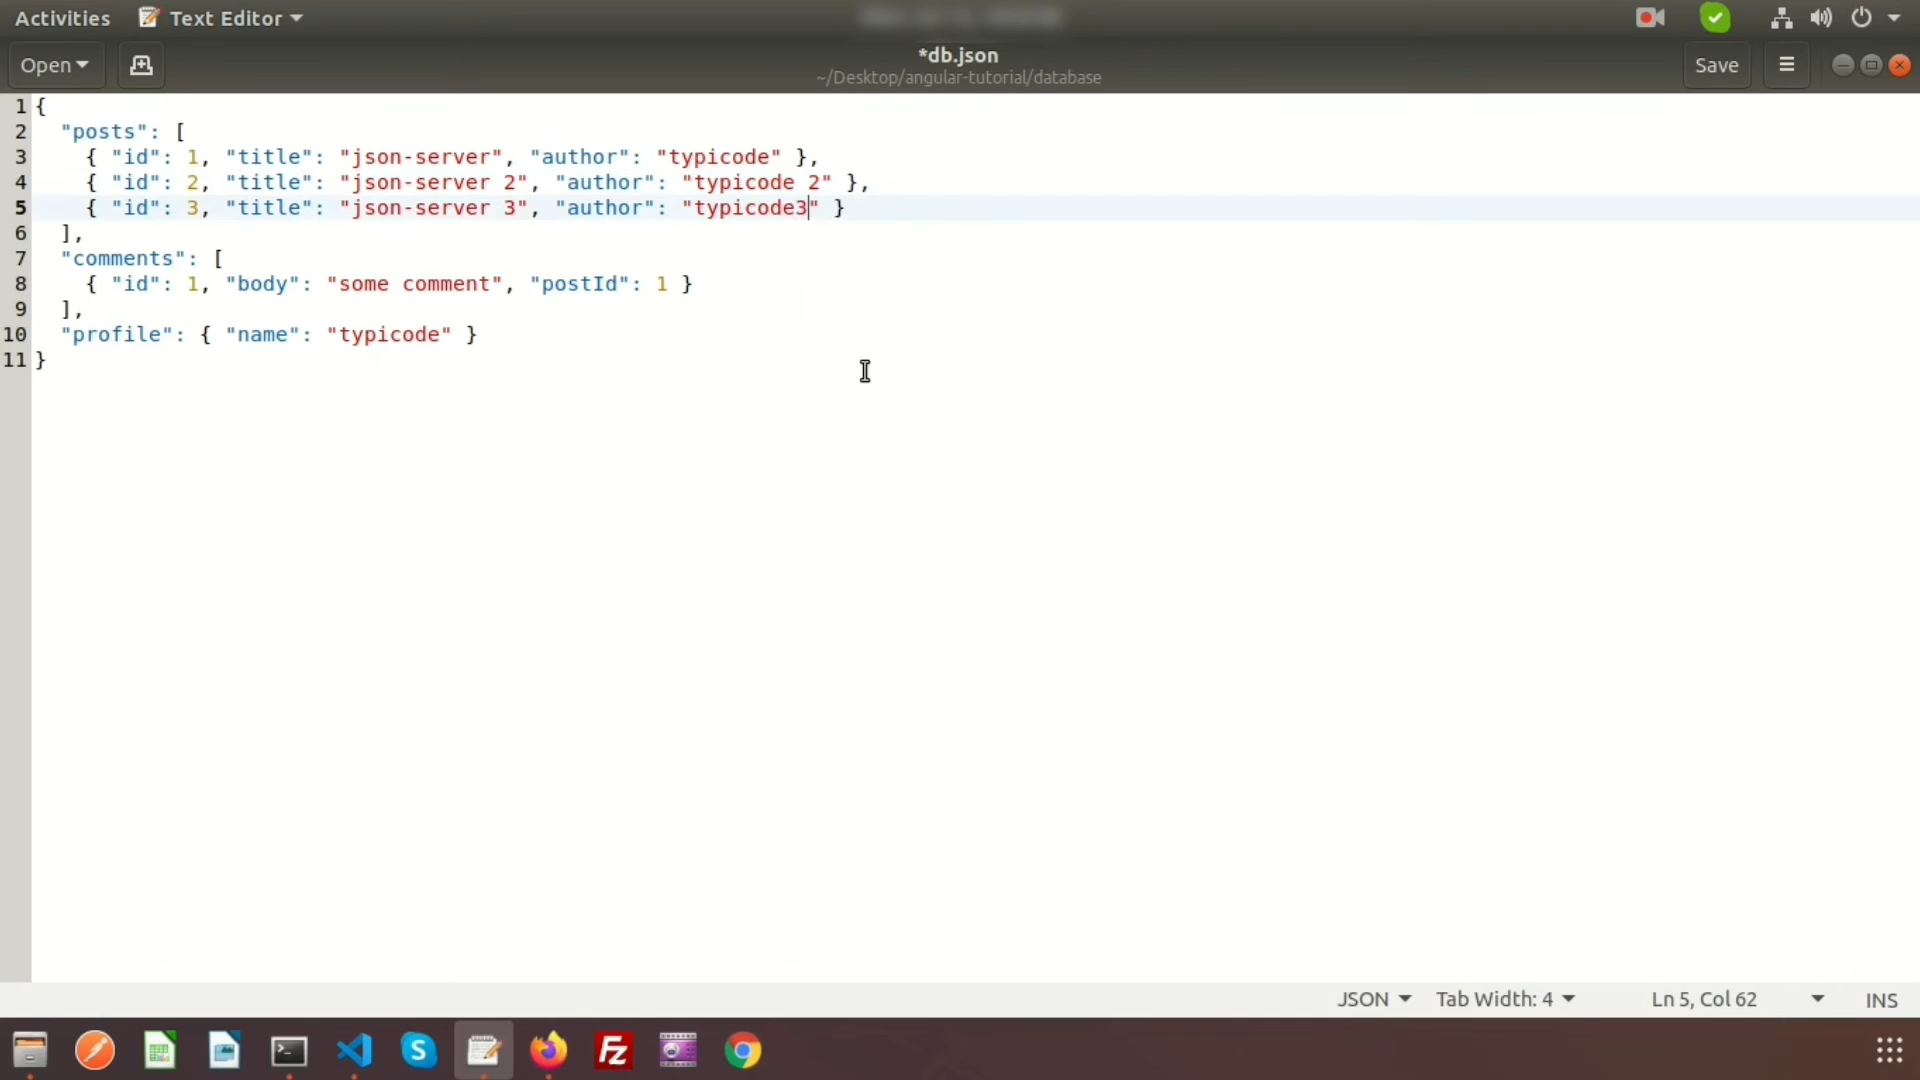 Activities Text Editor
Open *db.json Save
~/Desktop/angular-tutorial/database
1 {
2 "posts": [
3 { "id": 1, "title": "json-server", "author": "typicode" },
4 { "id": 2, "title": "json-server 2", "author": "typicode 2" },
5 { "id": 3, "title": "json-server 3", "author": "typicode3" }
6 ],
7 "comments": [
8 { "id": 1, "body": "some comment", "postId": 1 }
9 ],
10 "profile": { "name": "typicode" }
11 }
JSON Tab Width: 4 Ln 5, Col 62 INS
S Fz